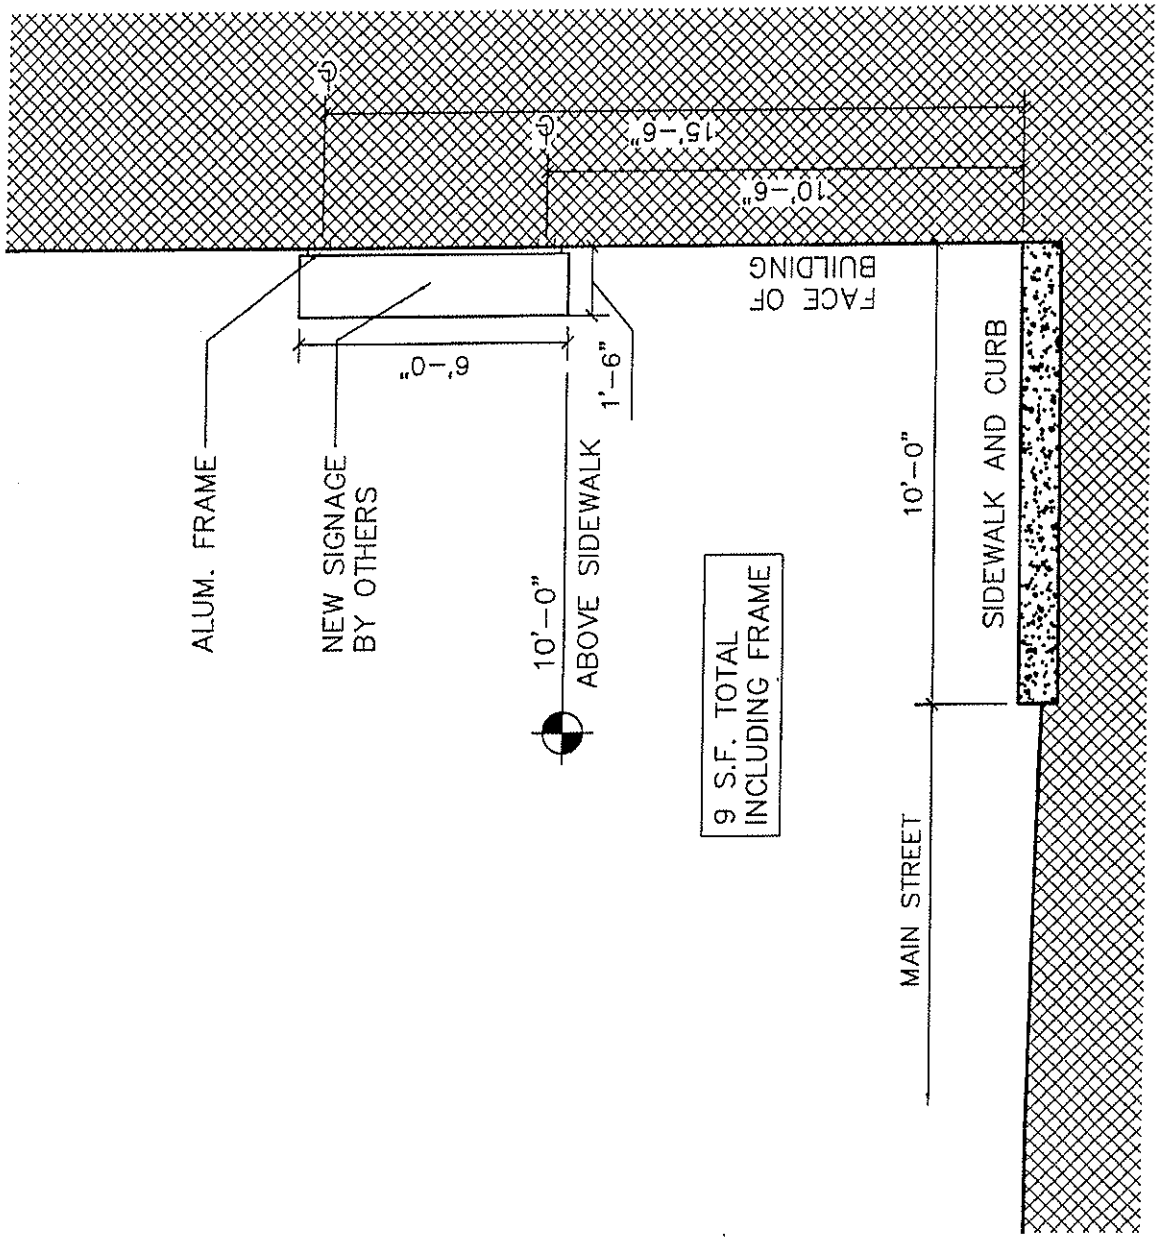 ℄
℄
15'-6"
10'-6"
FACE OF
BUILDING
6'-0"
1'-6"
ALUM. FRAME
NEW SIGNAGE
BY OTHERS
10'-0"
ABOVE SIDEWALK
9 S.F. TOTAL
INCLUDING FRAME
10'-0"
SIDEWALK AND CURB
MAIN STREET